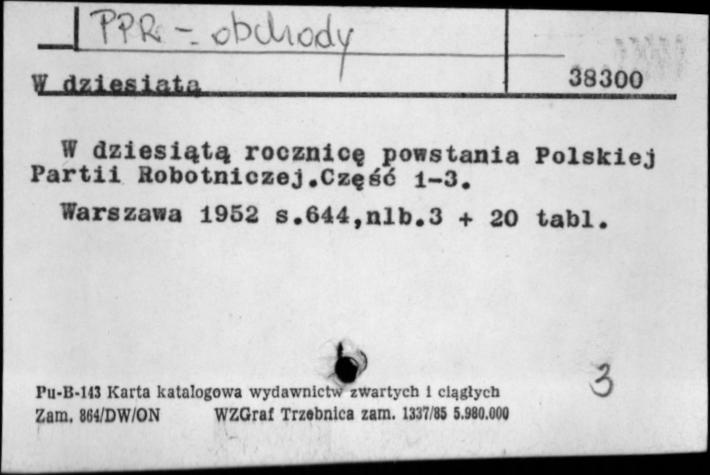 PPR - obchody
W dziesiątą
38300
W dziesiątą rocznicę powstania Polskiej
Partii Robotniczej.Część 1-3.
Warszawa 1952 s.644,nlb.3 + 20 tabl.
3
Pu-B-143 Karta katalogowa wydawnictw zwartych i ciągłych
Zam. 864/DW/ON WZGraf Trzebnica zam. 1337/85 5.980.000